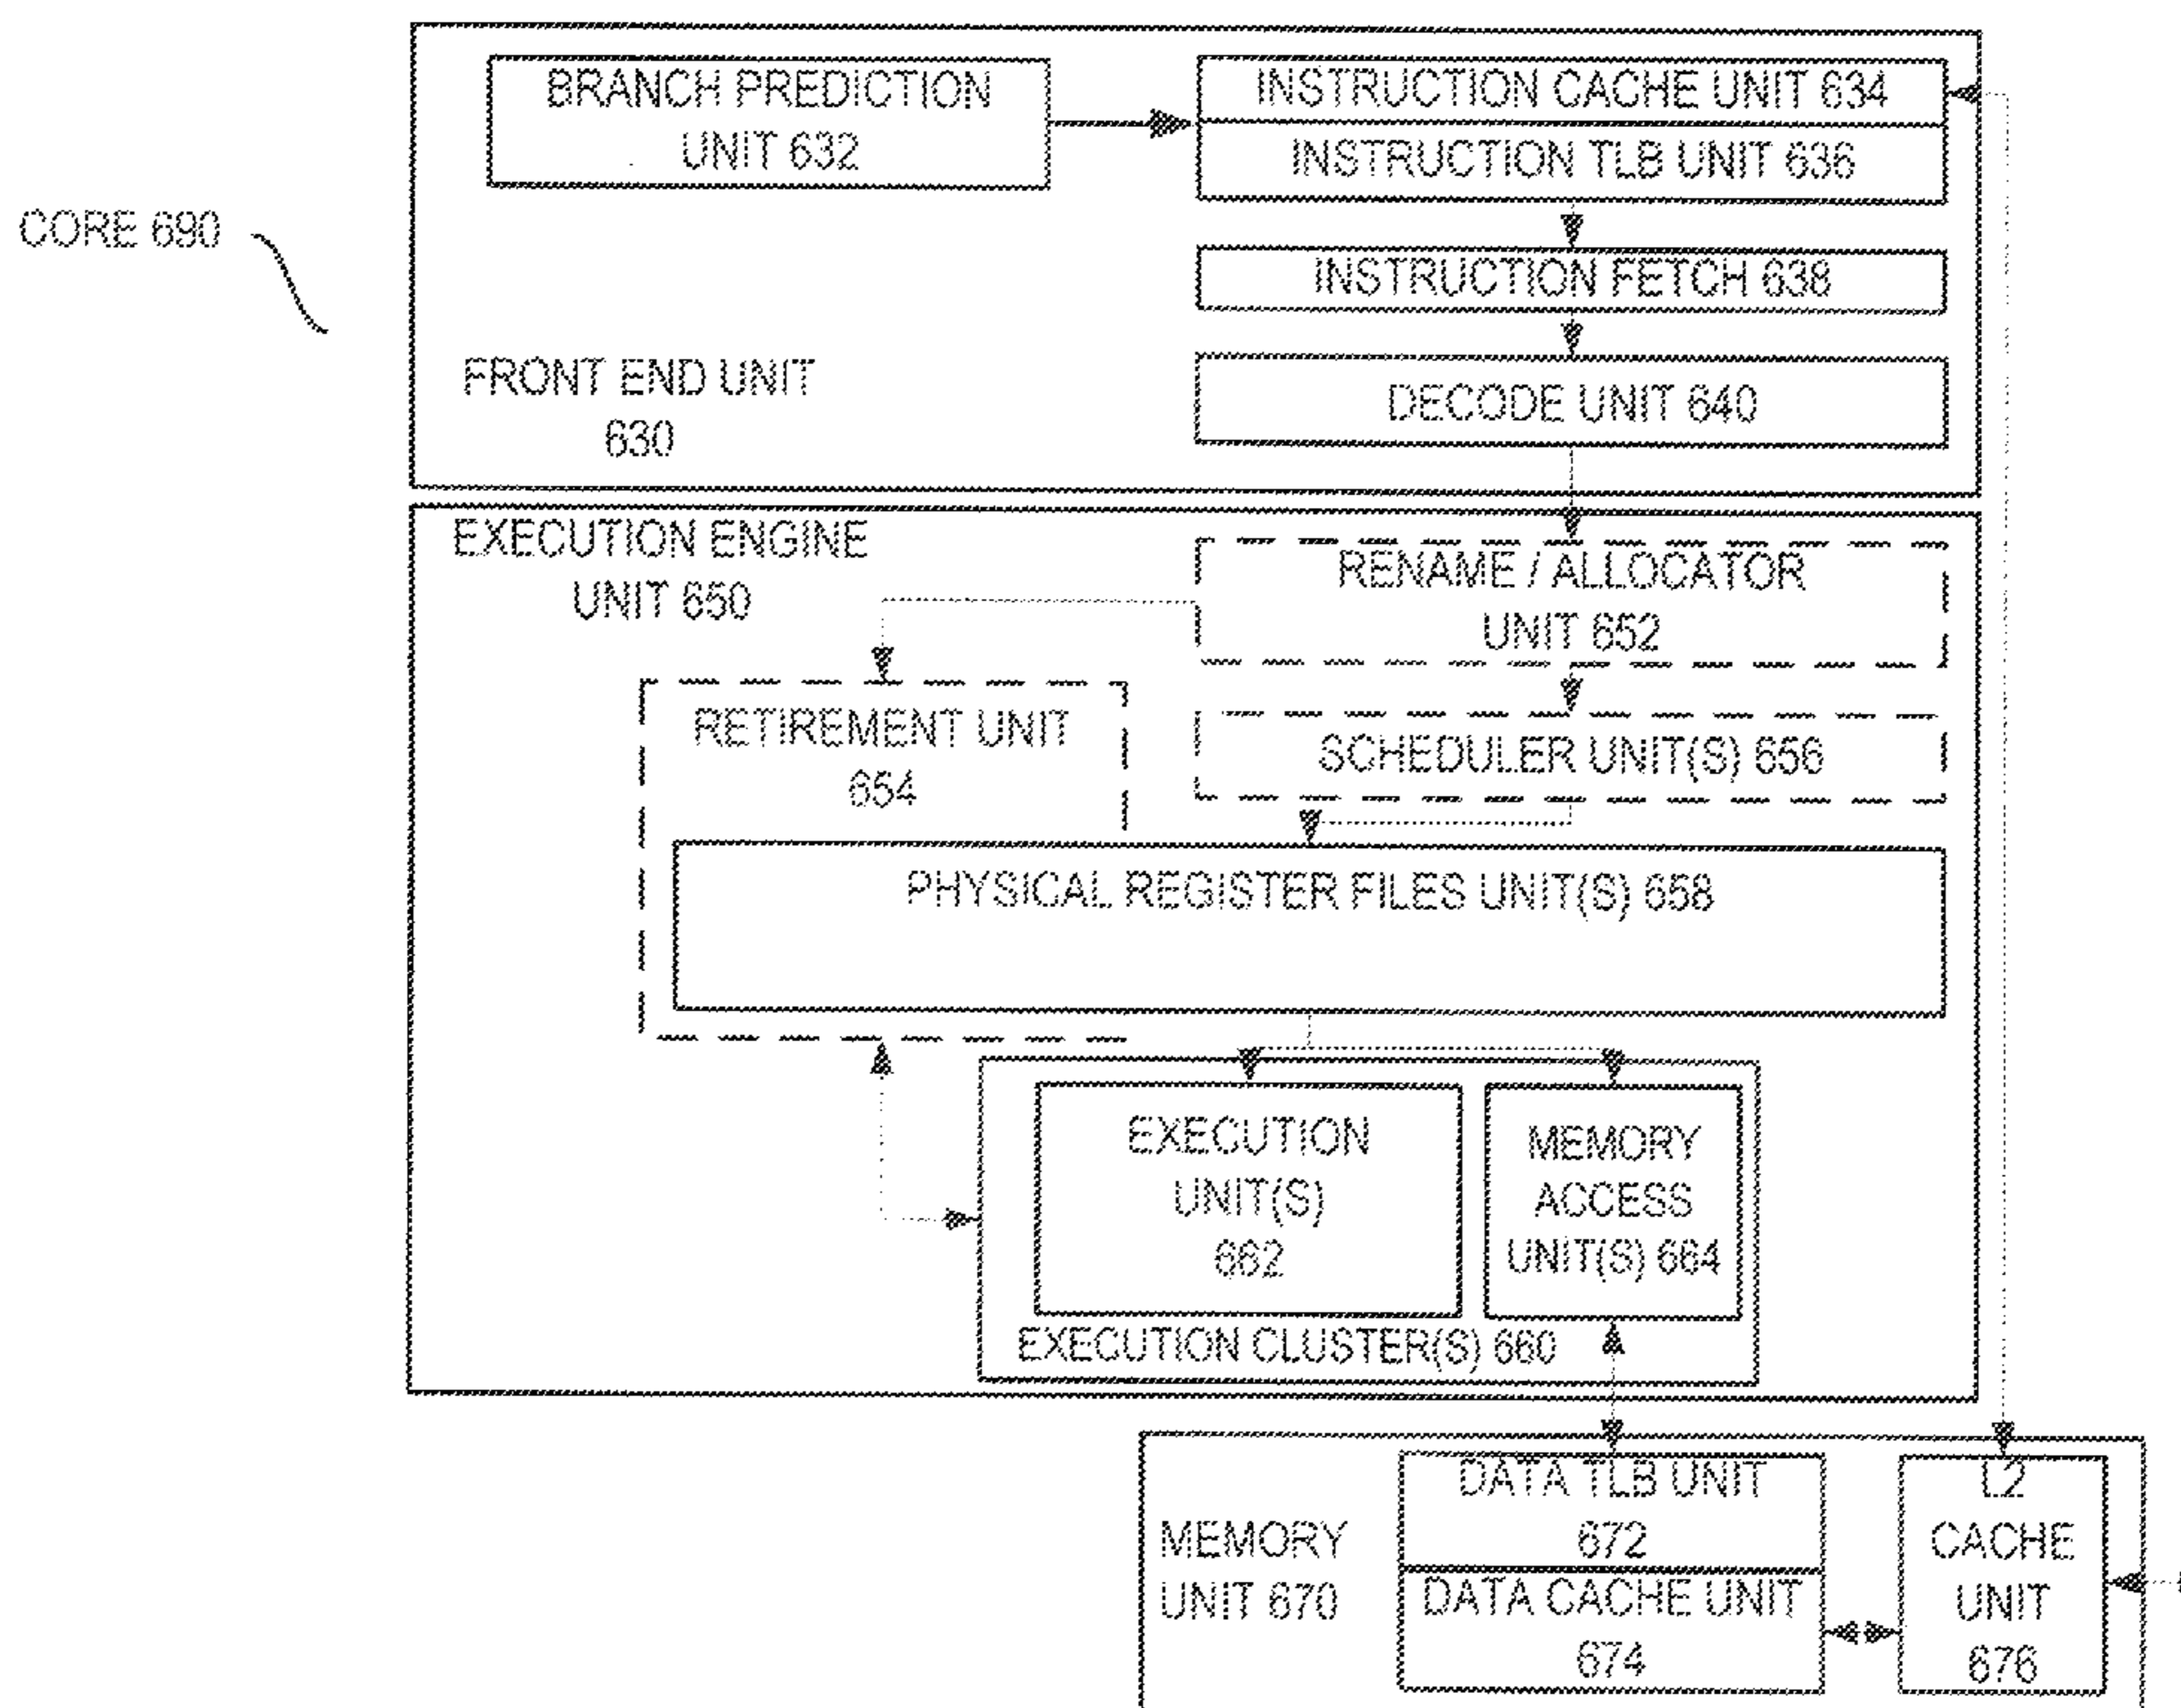 BRANCH PREDICTION
UNIT 632
INSTRUCTION CACHE UNIT 634
INSTRUCTION TLB UNIT 636
CORE 690
INSTRUCTION FETCH 638
FRONT END UNIT
630
DECODE UNIT 640
EXECUTION ENGINE
UNIT 650
RENAME / ALLOCATOR
UNIT 652
RETIREMENT UNIT
654
SCHEDULER UNIT(S) 656
PHYSICAL REGISTER FILES UNIT(S) 658
EXECUTION
UNIT(S)
662
MEMORY
ACCESS
UNIT(S) 664
EXECUTION CLUSTER(S) 660
MEMORY
UNIT 670
DATA TLB UNIT
672
DATA CACHE UNIT
674
L2
CACHE
UNIT
676